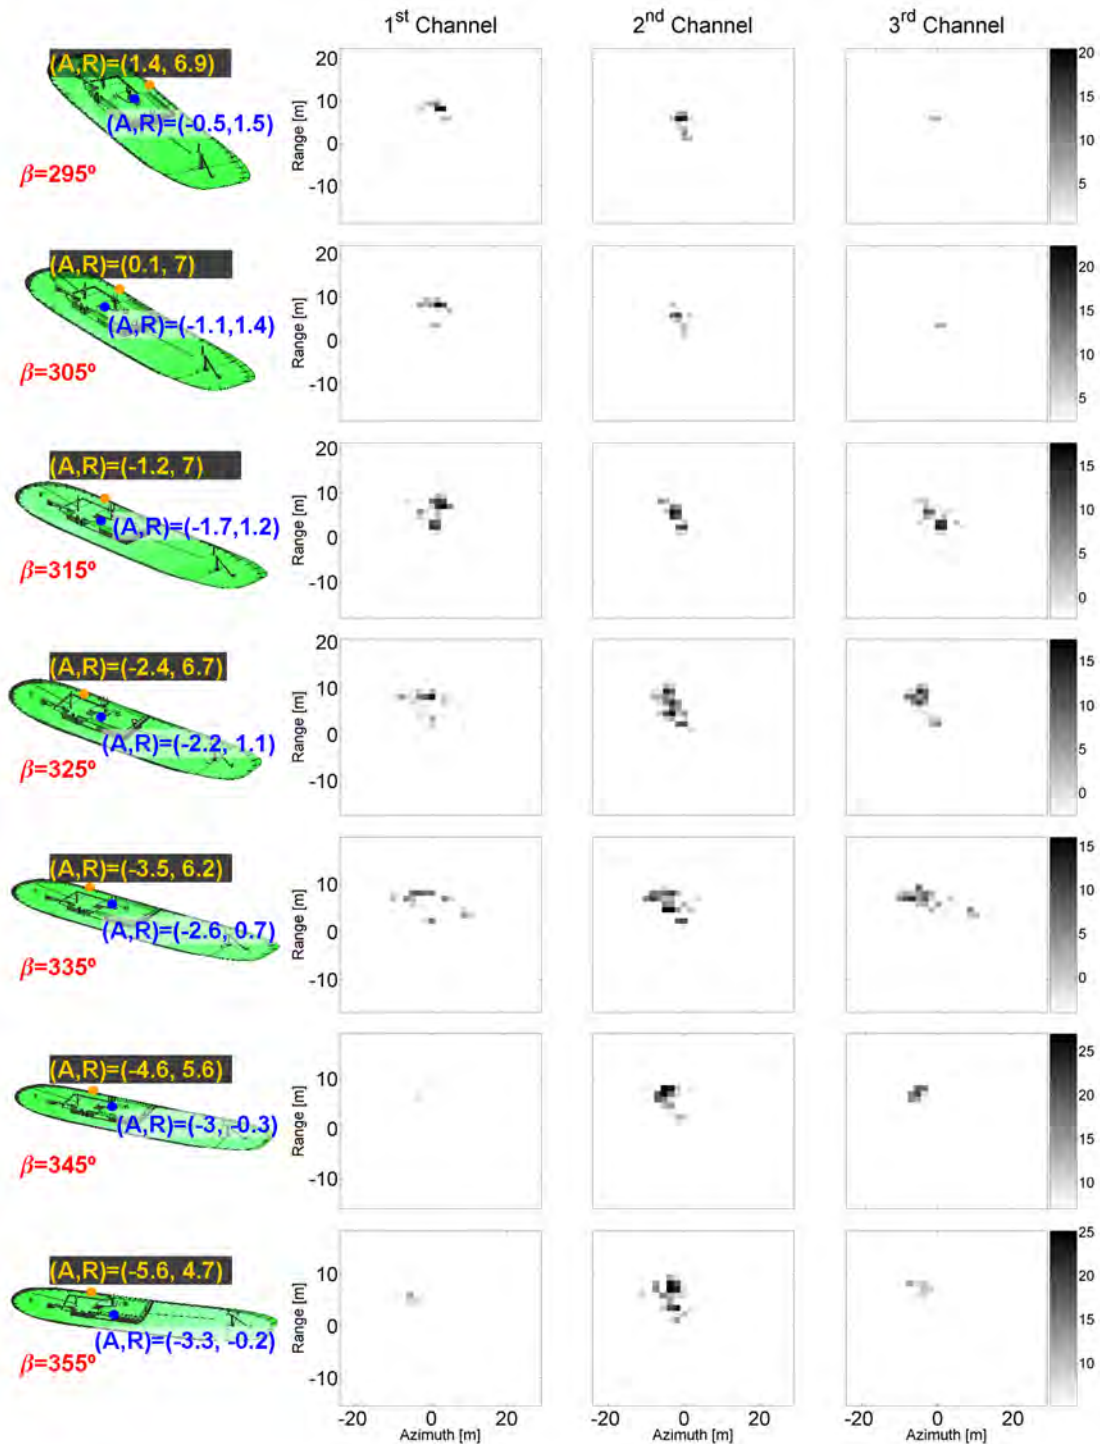 1st Channel
2nd Channel
3rd Channel
(A,R)=(1.4, 6.9)
(A,R)=(-0.5,1.5)
β=295º
Range [m]
20
10
0
-10
20
15
10
5
(A,R)=(0.1, 7)
(A,R)=(-1.1,1.4)
β=305º
Range [m]
20
10
0
-10
20
15
10
5
(A,R)=(-1.2, 7)
(A,R)=(-1.7,1.2)
β=315º
Range [m]
20
10
0
-10
15
10
5
0
(A,R)=(-2.4, 6.7)
(A,R)=(-2.2, 1.1)
β=325º
Range [m]
20
10
0
-10
15
10
5
0
(A,R)=(-3.5, 6.2)
(A,R)=(-2.6, 0.7)
β=335º
Range [m]
10
0
-10
15
10
5
0
(A,R)=(-4.6, 5.6)
(A,R)=(-3, -0.3)
β=345º
Range [m]
10
0
-10
25
20
15
10
(A,R)=(-5.6, 4.7)
(A,R)=(-3.3, -0.2)
β=355º
Range [m]
10
0
-10
25
20
15
10
-20 0 20
-20 0 20
-20 0 20
Azimuth [m]
Azimuth [m]
Azimuth [m]